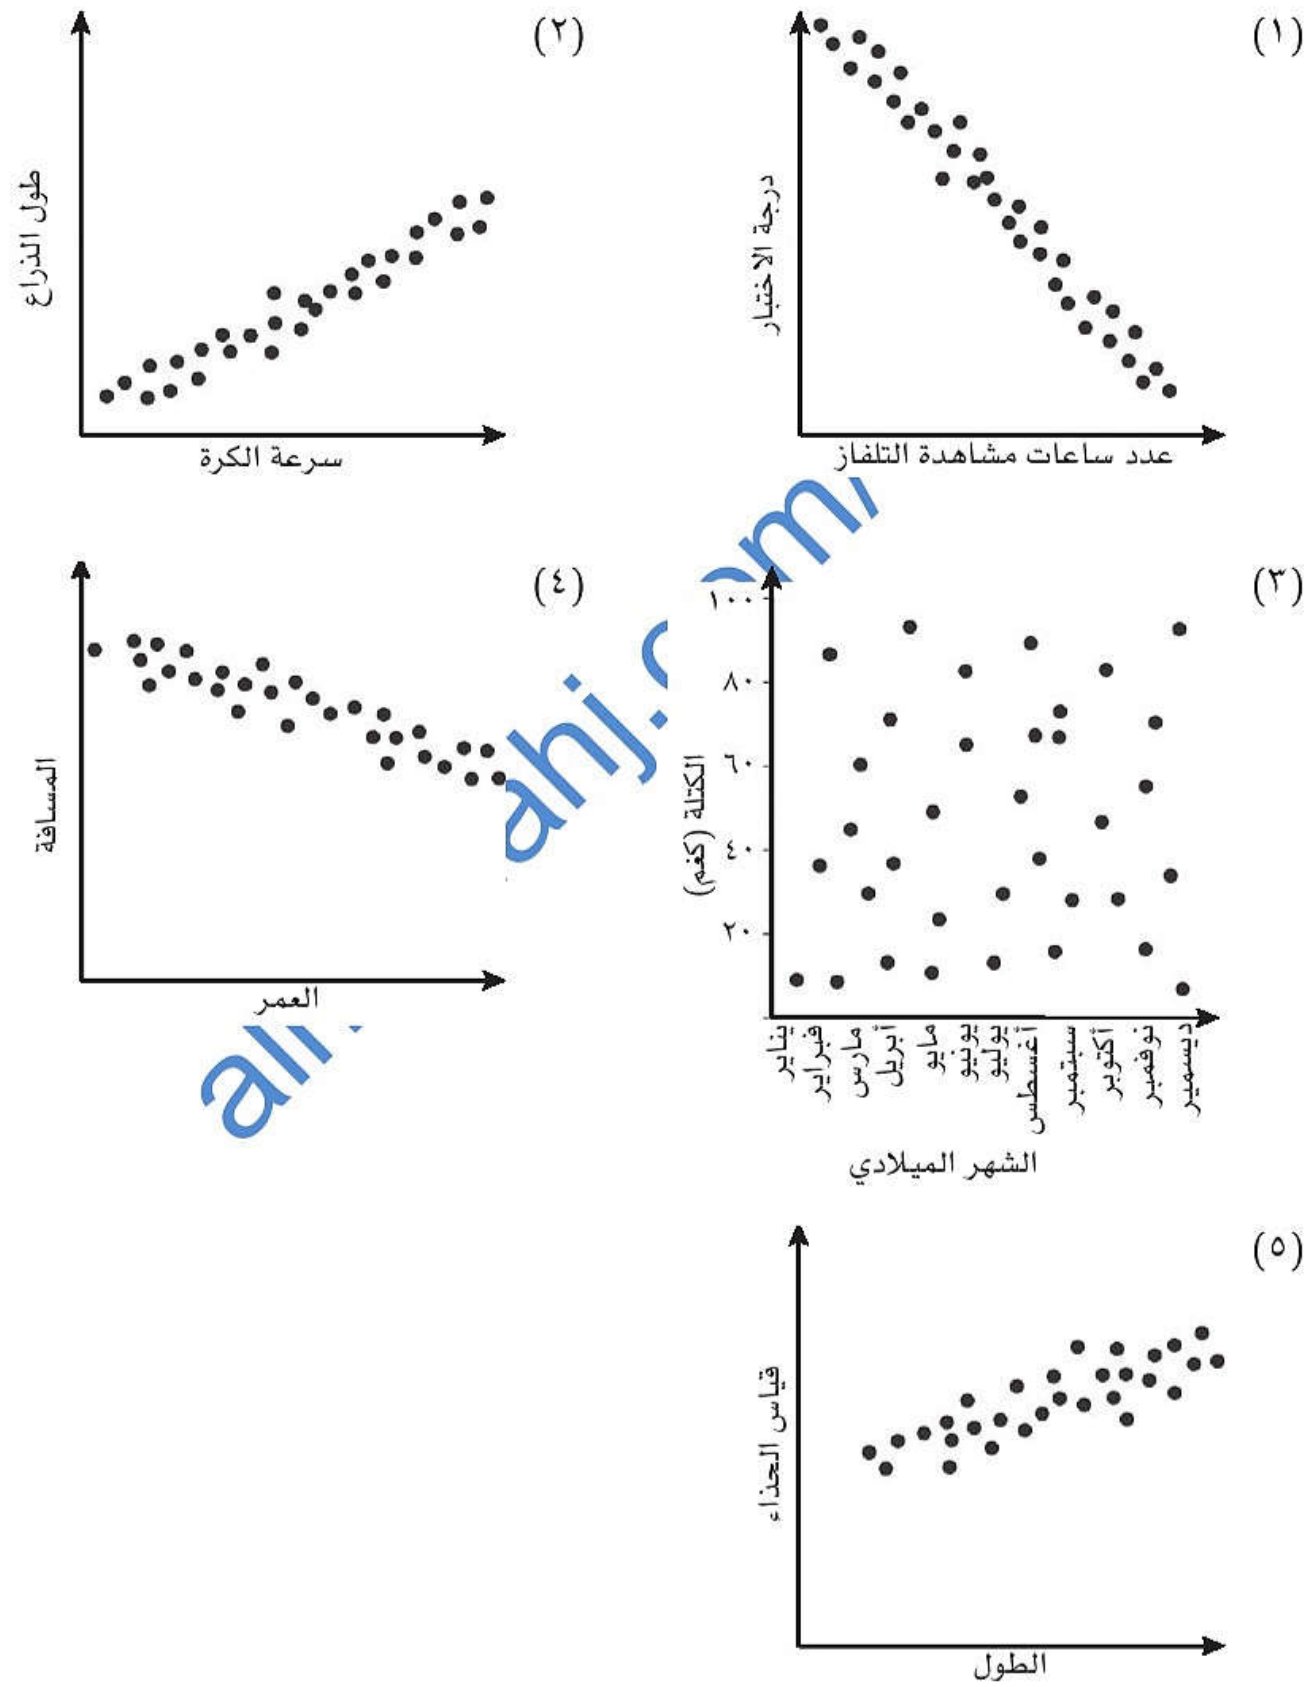 (١)
درجة الاختبار
عدد ساعات مشاهدة التلفاز
(٢)
طول الذراع
سرعة الكرة
(٣)
الكتلة (كغم)
١٠٠
٨٠
٦٠
٤٠
٢٠
يناير
فبراير
مارس
أبريل
مايو
يونيو
يوليو
أغسطس
سبتمبر
أكتوبر
نوفمبر
ديسمبر
الشهر الميلادي
(٤)
المسافة
العمر
(٥)
قياس الحذاء
الطول
ahj.com/